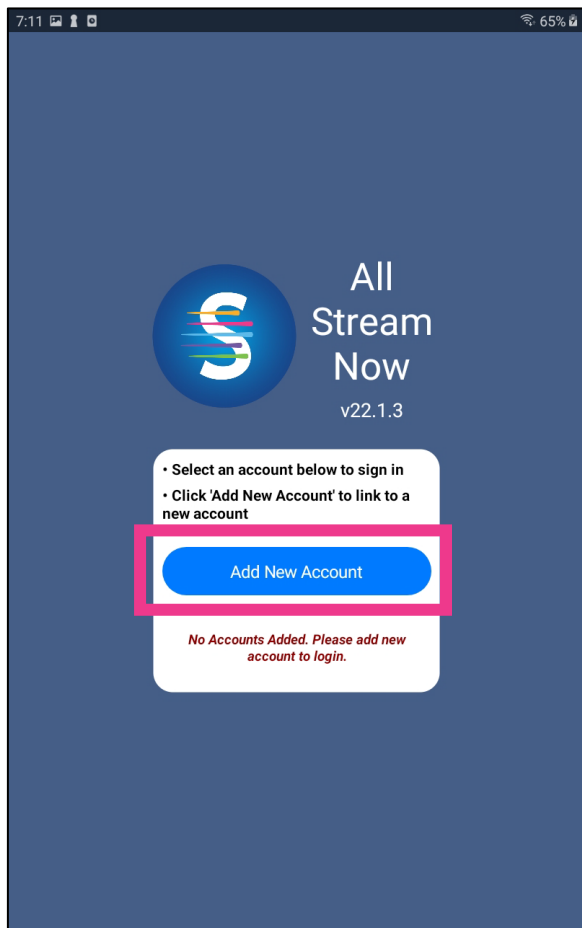 7:11
65%
S
All
Stream
Now
v22.1.3
• Select an account below to sign in
• Click 'Add New Account' to link to a
new account
Add New Account
No Accounts Added. Please add new
account to login.